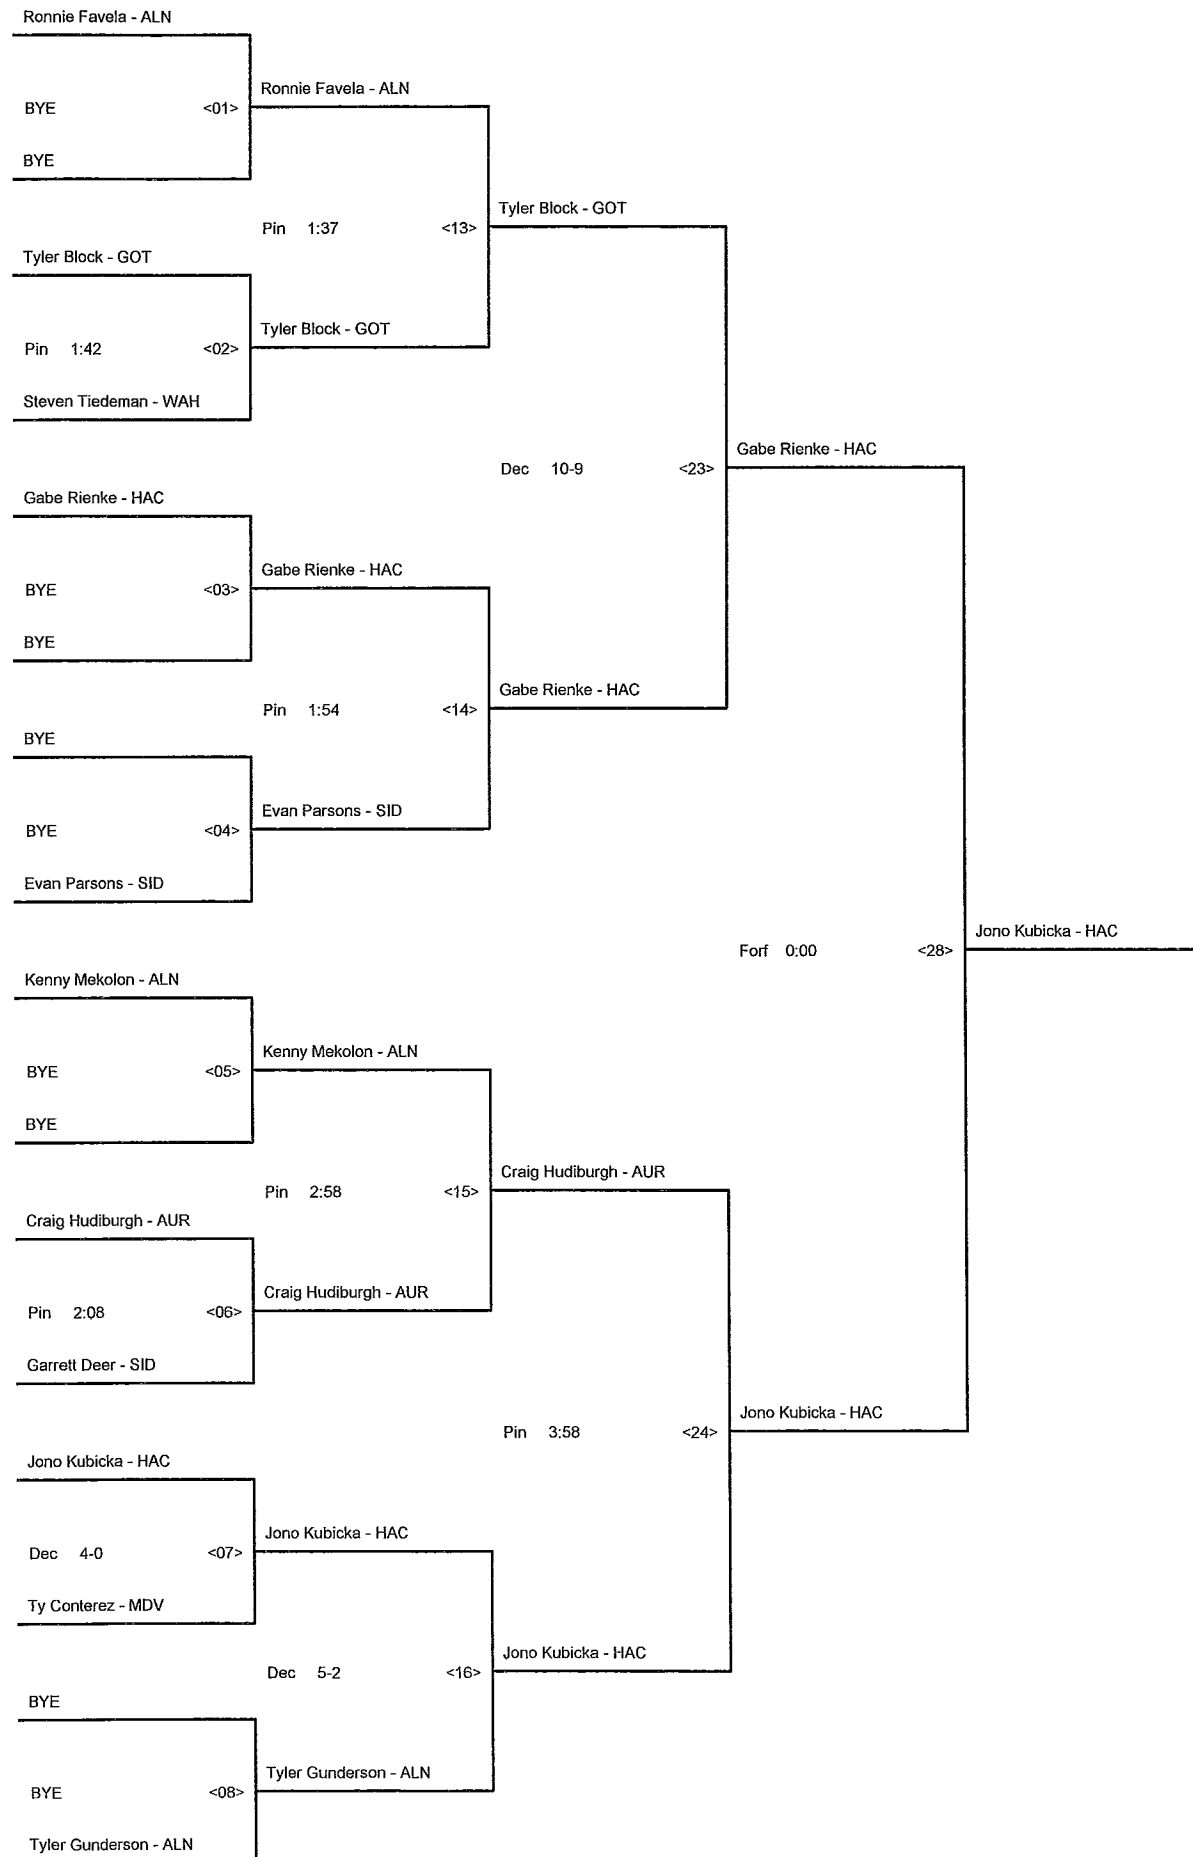 Ronnie Favela - ALN
Ronnie Favela - ALN
BYE <01>
BYE
Tyler Block - GOT
Pin 1:37 <13>
Tyler Block - GOT
Tyler Block - GOT
Pin 1:42 <02>
Steven Tiedeman - WAH
Gabe Rienke - HAC
Dec 10-9 <23>
Gabe Rienke - HAC
Gabe Rienke - HAC
BYE <03>
BYE
Gabe Rienke - HAC
Pin 1:54 <14>
BYE
Evan Parsons - SID
BYE <04>
Evan Parsons - SID
Jono Kubicka - HAC
Forf 0:00 <28>
Kenny Mekolon - ALN
Kenny Mekolon - ALN
BYE <05>
BYE
Craig Hudiburgh - AUR
Pin 2:58 <15>
Craig Hudiburgh - AUR
Craig Hudiburgh - AUR
Pin 2:08 <06>
Garrett Deer - SID
Jono Kubicka - HAC
Pin 3:58 <24>
Jono Kubicka - HAC
Jono Kubicka - HAC
Dec 4-0 <07>
Ty Conterez - MDV
Jono Kubicka - HAC
Dec 5-2 <16>
BYE
Tyler Gunderson - ALN
BYE <08>
Tyler Gunderson - ALN